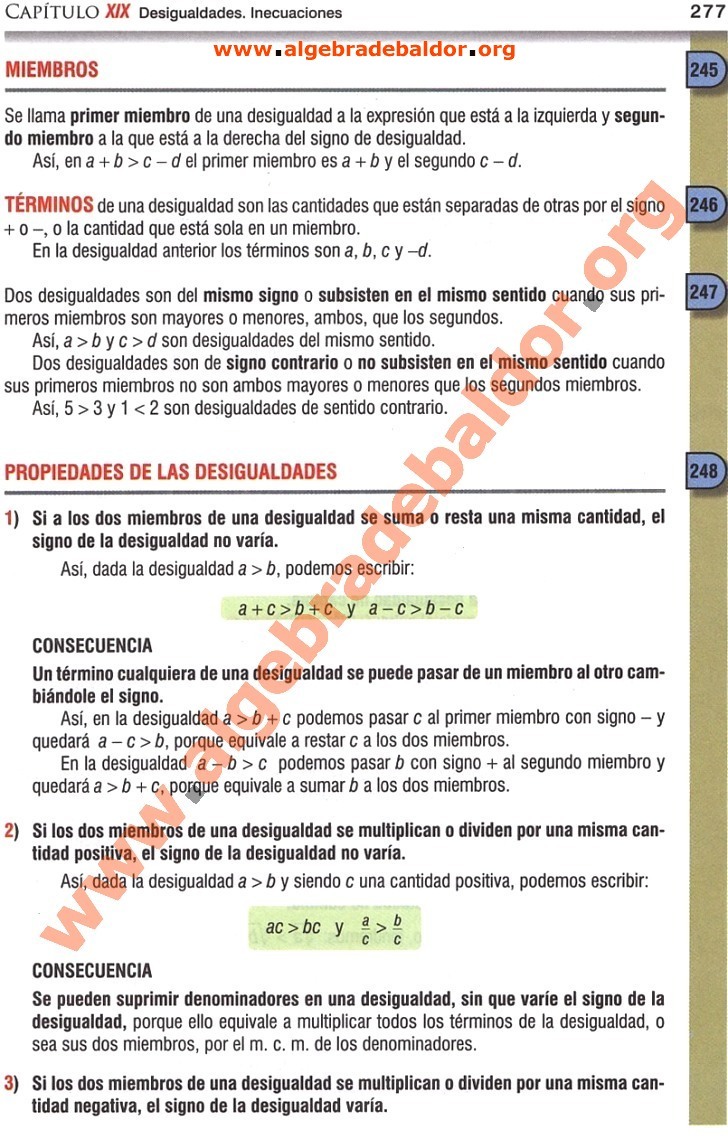 CAPÍTULO XIX Desigualdades. Inecuaciones 277
www.algebradebaldor.org
MIEMBROS 245
Se llama primer miembro de una desigualdad a la expresión que está a la izquierda y segun-
do miembro a la que está a la derecha del signo de desigualdad.
Así, en a + b > c – d el primer miembro es a + b y el segundo c – d.
TÉRMINOS de una desigualdad son las cantidades que están separadas de otras por el signo 246
+ o –, o la cantidad que está sola en un miembro.
En la desigualdad anterior los términos son a, b, c y –d.
Dos desigualdades son del mismo signo o subsisten en el mismo sentido cuando sus pri- 247
meros miembros son mayores o menores, ambos, que los segundos.
Así, a > b y c > d son desigualdades del mismo sentido.
Dos desigualdades son de signo contrario o no subsisten en el mismo sentido cuando
sus primeros miembros no son ambos mayores o menores que los segundos miembros.
Así, 5 > 3 y 1 < 2 son desigualdades de sentido contrario.
PROPIEDADES DE LAS DESIGUALDADES 248
1) Si a los dos miembros de una desigualdad se suma o resta una misma cantidad, el
signo de la desigualdad no varía.
Así, dada la desigualdad a > b, podemos escribir:
a + c > b + c y a – c > b – c
CONSECUENCIA
Un término cualquiera de una desigualdad se puede pasar de un miembro al otro cam-
biándole el signo.
Así, en la desigualdad a > b + c podemos pasar c al primer miembro con signo – y
quedará a – c > b, porque equivale a restar c a los dos miembros.
En la desigualdad a – b > c podemos pasar b con signo + al segundo miembro y
quedará a > b + c, porque equivale a sumar b a los dos miembros.
2) Si los dos miembros de una desigualdad se multiplican o dividen por una misma can-
tidad positiva, el signo de la desigualdad no varía.
Así, dada la desigualdad a > b y siendo c una cantidad positiva, podemos escribir:
ac > bc y a/c > b/c
CONSECUENCIA
Se pueden suprimir denominadores en una desigualdad, sin que varíe el signo de la
desigualdad, porque ello equivale a multiplicar todos los términos de la desigualdad, o
sea sus dos miembros, por el m. c. m. de los denominadores.
3) Si los dos miembros de una desigualdad se multiplican o dividen por una misma can-
tidad negativa, el signo de la desigualdad varía.
www.algebradebaldor.org